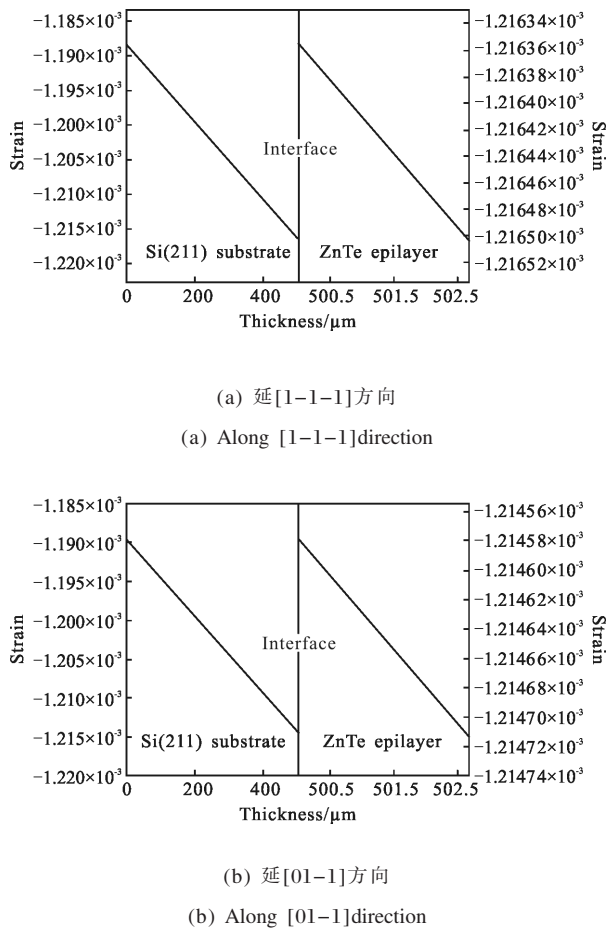 −1.185×10⁻³
−1.190×10⁻³
−1.195×10⁻³
−1.200×10⁻³
−1.205×10⁻³
−1.210×10⁻³
−1.215×10⁻³
−1.220×10⁻³
Strain
Interface
Si(211) substrate
ZnTe epilayer
−1.21634×10⁻³
−1.21636×10⁻³
−1.21638×10⁻³
−1.21640×10⁻³
−1.21642×10⁻³
−1.21644×10⁻³
−1.21646×10⁻³
−1.21648×10⁻³
−1.21650×10⁻³
−1.21652×10⁻³
Strain
0 200 400 500.5 501.5 502.5
Thickness/μm
(a) 延[1−1−1]方向
(a) Along [1−1−1]direction
−1.185×10⁻³
−1.190×10⁻³
−1.195×10⁻³
−1.200×10⁻³
−1.205×10⁻³
−1.210×10⁻³
−1.215×10⁻³
−1.220×10⁻³
Strain
Interface
Si(211) substrate
ZnTe epilayer
−1.21456×10⁻³
−1.21458×10⁻³
−1.21460×10⁻³
−1.21462×10⁻³
−1.21464×10⁻³
−1.21466×10⁻³
−1.21468×10⁻³
−1.21470×10⁻³
−1.21472×10⁻³
−1.21474×10⁻³
Strain
0 200 400 500.5 501.5 502.5
Thickness/μm
(b) 延[01−1]方向
(b) Along [01−1]direction